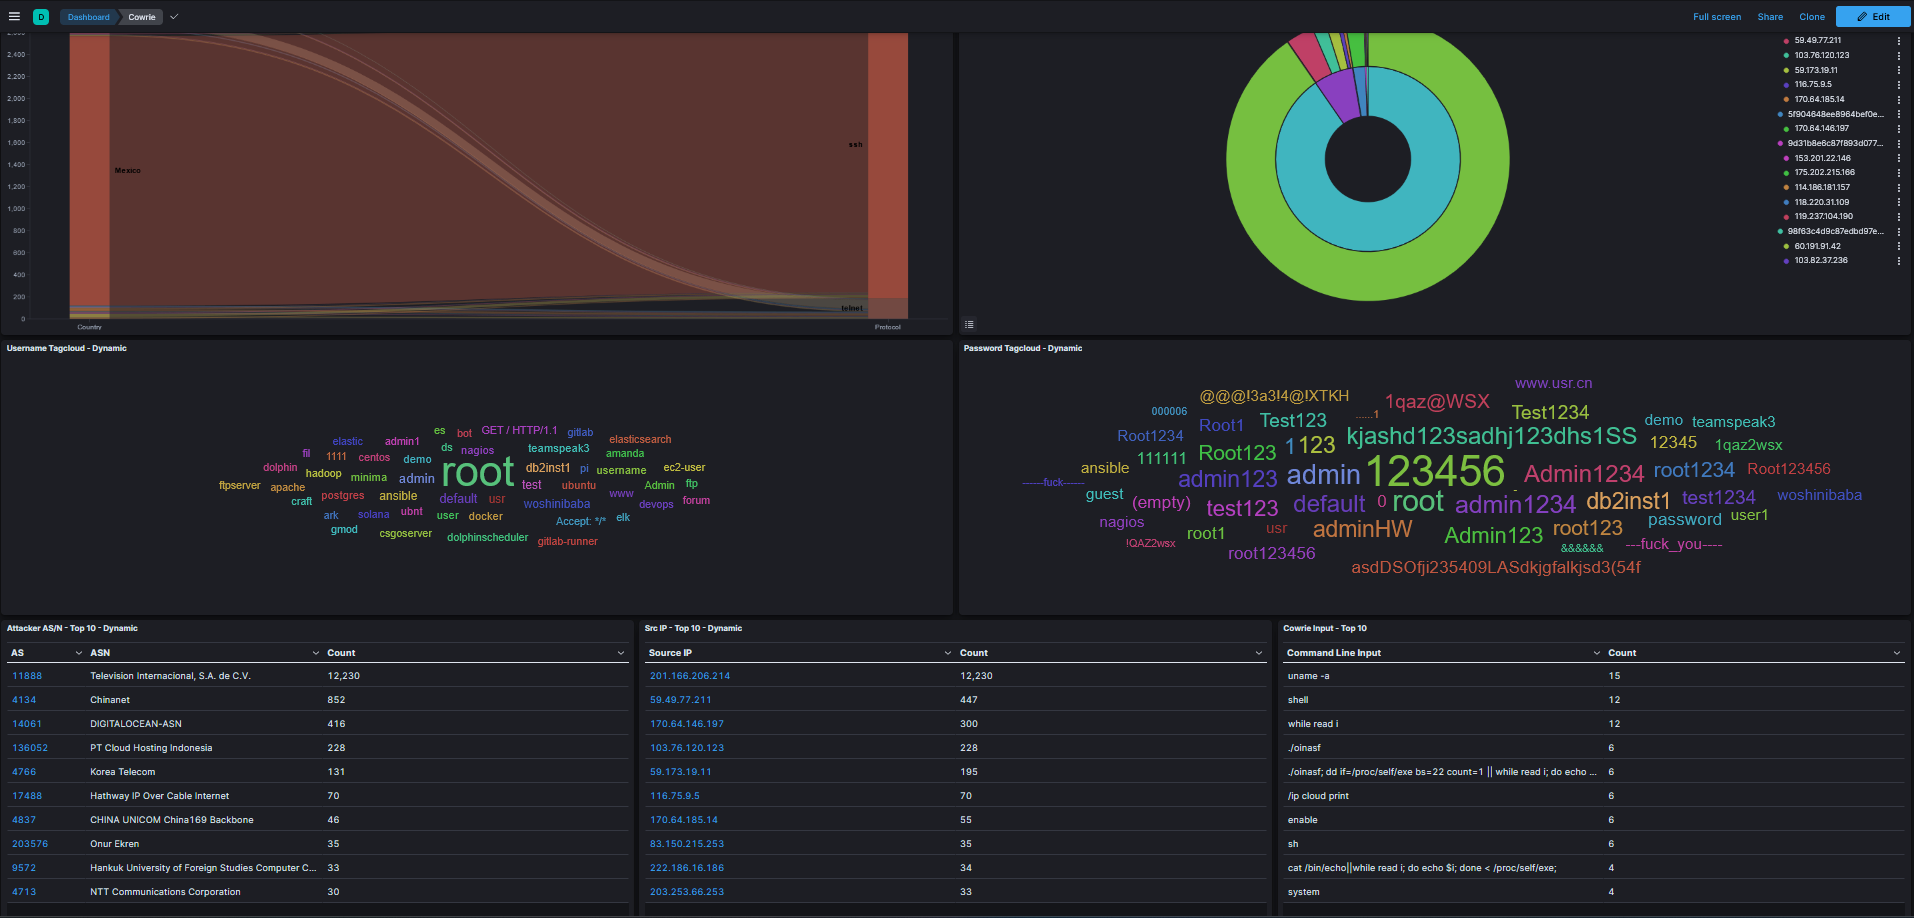 D Dashboard Cowrie Full screen Share Clone Edit
2,400
2,200
2,000
1,800
1,600
1,400
1,200
1,000
800
600
400
200
0
Mexico
ssh
telnet
Country Protocol
59.49.77.211
103.76.120.123
59.173.19.11
116.75.9.5
170.64.185.14
5f904648ee8964bef0e...
170.64.146.197
9d31b8e6c87f893d077...
153.201.22.146
175.202.215.166
114.186.181.157
118.220.31.109
119.237.104.190
98f63c4d9c87edbd97e...
60.191.91.42
103.82.37.236
Username Tagcloud - Dynamic
es bot GET / HTTP/1.1 gitlab
elastic admin1 ds nagios teamspeak3 elasticsearch
fil 1111 centos demo amanda
dolphin hadoop minima admin root db2inst1 pi username ec2-user
ftpserver apache postgres ansible default usr test ubuntu Admin ftp
craft woshinibaba www devops forum
ark solana ubnt user docker Accept: */* elk
gmod csgoserver dolphinscheduler gitlab-runner
Password Tagcloud - Dynamic
www.usr.cn
@@@!3a3!4@!XTKH 1qaz@WSX
000006 Root1 Test123 ......1 Test1234 demo teamspeak3
Root1234 Root123 1 123 kjashd123sadhj123dhs1SS 12345 1qaz2wsx
ansible 111111 admin123 admin 123456 Admin1234 root1234 Root123456
------fuck------ guest (empty) test123 default 0 root - admin1234 db2inst1 test1234 woshinibaba
nagios root1 usr adminHW Admin123 root123 password user1
!QAZ2wsx root123456 &&&&&& ---fuck_you----
asdDSOfji235409LASdkjgfalkjsd3(54f
Attacker AS/N - Top 10 - Dynamic
AS ASN Count
11888 Television Internacional, S.A. de C.V. 12,230
4134 Chinanet 852
14061 DIGITALOCEAN-ASN 416
136052 PT Cloud Hosting Indonesia 228
4766 Korea Telecom 131
17488 Hathway IP Over Cable Internet 70
4837 CHINA UNICOM China169 Backbone 46
203576 Onur Ekren 35
9572 Hankuk University of Foreign Studies Computer C... 33
4713 NTT Communications Corporation 30
Src IP - Top 10 - Dynamic
Source IP Count
201.166.206.214 12,230
59.49.77.211 447
170.64.146.197 300
103.76.120.123 228
59.173.19.11 195
116.75.9.5 70
170.64.185.14 55
83.150.215.253 35
222.186.16.186 34
203.253.66.253 33
Cowrie Input - Top 10
Command Line Input Count
uname -a 15
shell 12
while read i 12
./oinasf 6
./oinasf; dd if=/proc/self/exe bs=22 count=1 || while read i; do echo ... 6
/ip cloud print 6
enable 6
sh 6
cat /bin/echo||while read i; do echo $i; done < /proc/self/exe; 4
system 4